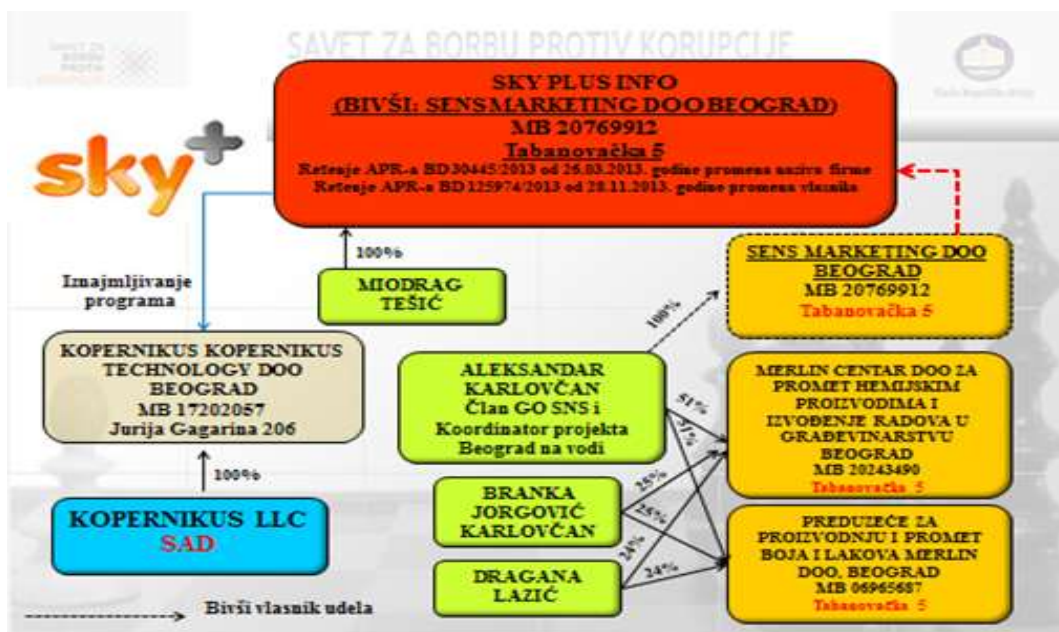 SAVET ZA BORBU PROTIV KORUPCIJE
SAVET ZA
BORBU
PROTIV
SKY PLUS INFO
(BIVŠI: SENS MARKETING DOO BEOGRAD)
MB 20769912
Tabanovačka 5
Rešenje APR-a BD 30445/2013 od 26.03.2013. godine promena naziva firme
Rešenje APR-a BD 125974/2013 od 28.11.2013. godine promena vlasnika
sky+
100%
Iznajmljivanje
programa
MIODRAG
TEŠIĆ
SENS MARKETING DOO
BEOGRAD
MB 20769912
Tabanovačka 5
100%
KOPERNIKUS KOPERNIKUS
TECHNOLOGY DOO
BEOGRAD
MB 17202057
Jurija Gagarina 206
ALEKSANDAR
KARLOVČAN
Član GO SNS i
Koordinator projekta
Beograd na vodi
51%
51%
MERLIN CENTAR DOO ZA
PROMET HEMIJSKIM
PROIZVODIMA I
IZVOĐENJE RADOVA U
GRAĐEVINARSTVU
BEOGRAD
MB 20243490
Tabanovačka 5
100%
KOPERNIKUS LLC
SAD
BRANKA
JORGOVIĆ
KARLOVČAN
25%
25%
DRAGANA
LAZIĆ
24%
24%
PREDUZEĆE ZA
PROIZVODNJU I PROMET
BOJA I LAKOVA MERLIN
DOO, BEOGRAD
MB 06965687
Tabanovačka 5
Bivši vlasnik udela